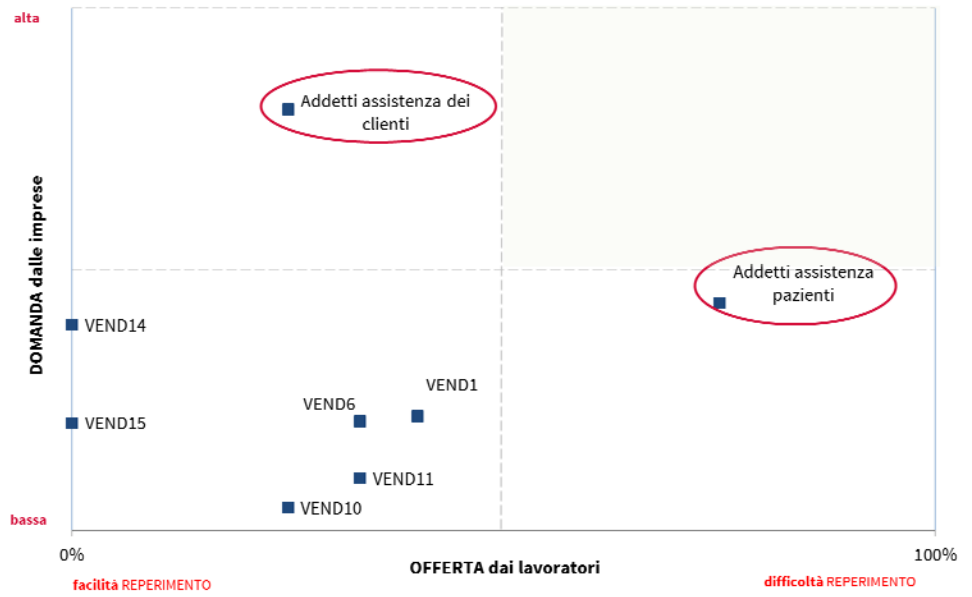 alta
Addetti assistenza dei
clienti
DOMANDA dalle imprese
Addetti assistenza
pazienti
VEND14
VEND1
VEND6
VEND15
VEND11
VEND10
bassa
0%
100%
OFFERTA dai lavoratori
facilità REPERIMENTO
difficoltà REPERIMENTO